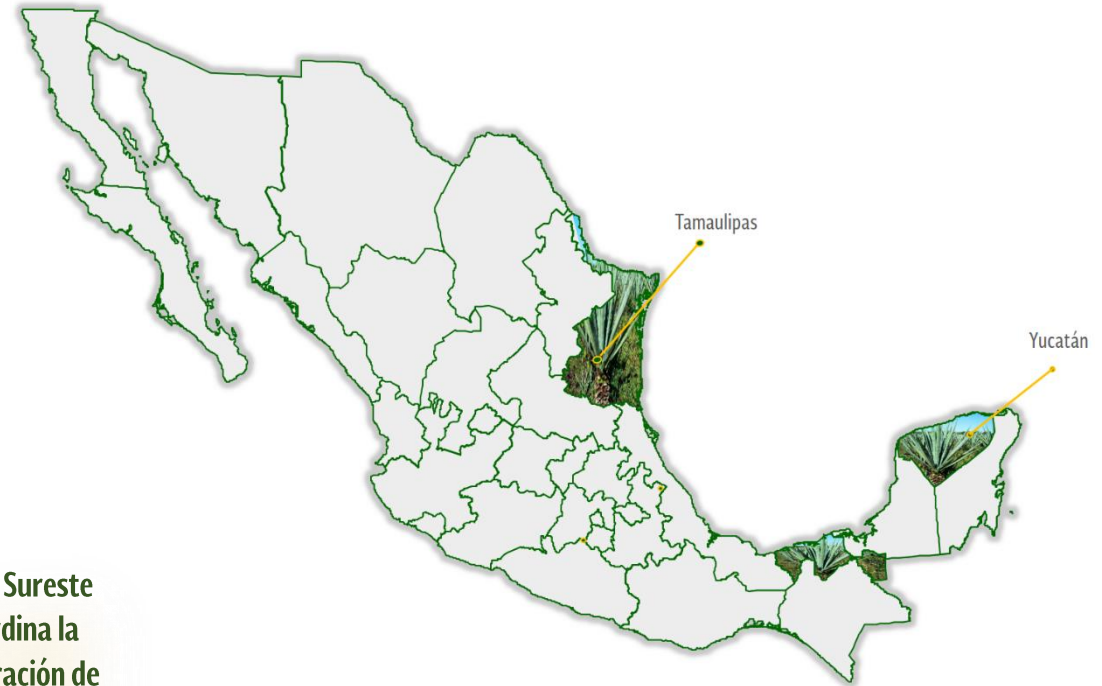 Tamaulipas
Yucatán
Sureste
dina la
ración de